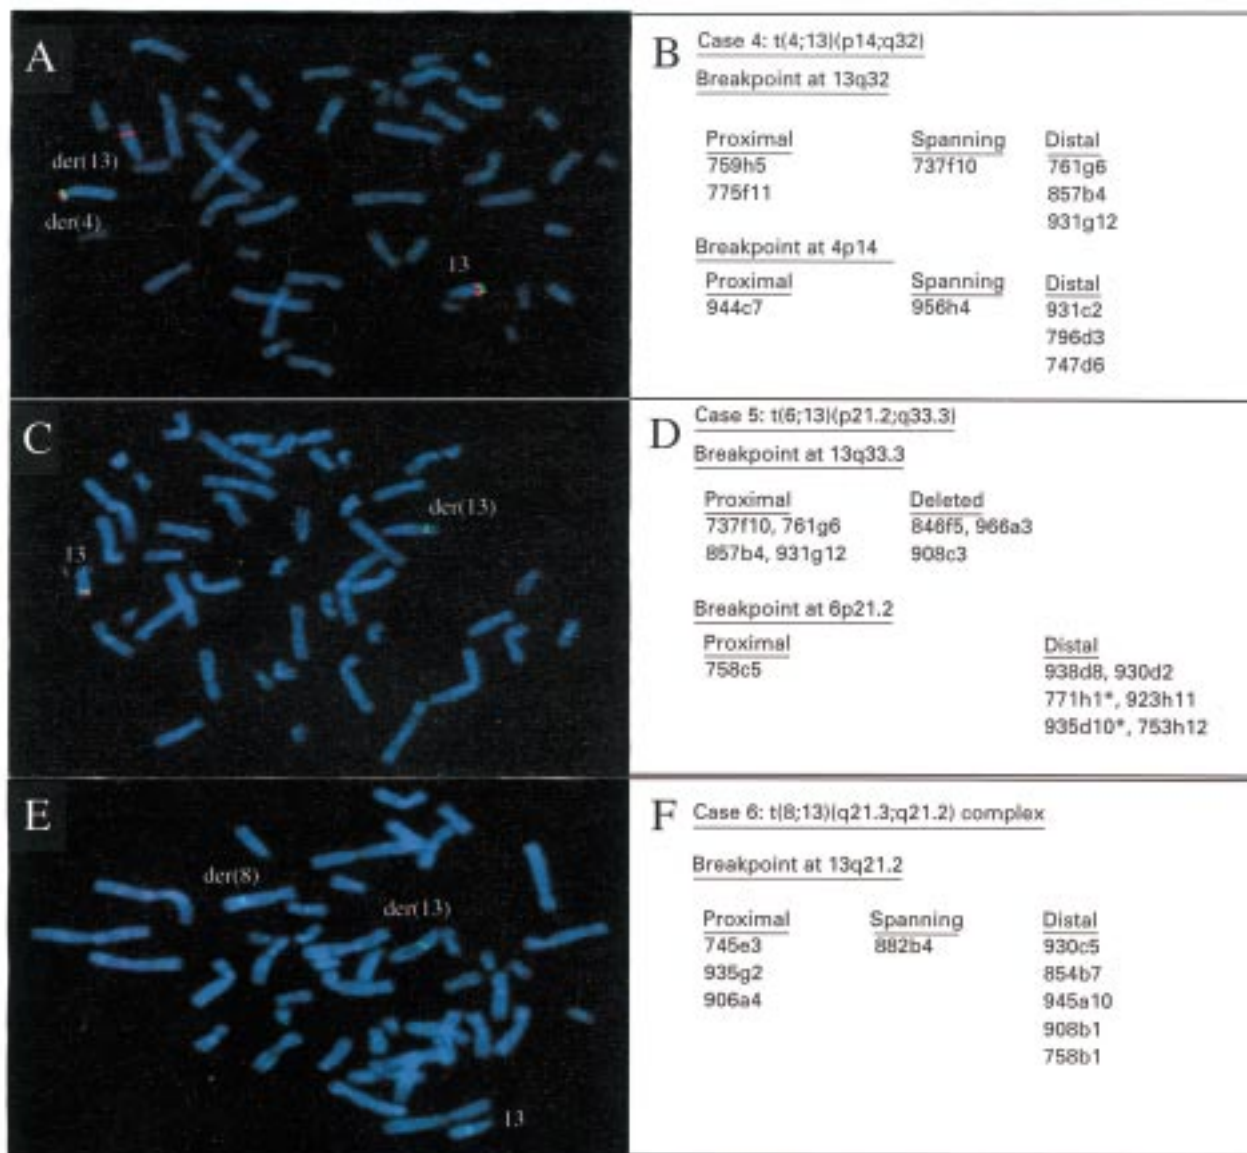 A
der(13)
der(4)
13
B
Case 4: t(4;13)(p14;q32)
Breakpoint at 13q32
Proximal Spanning Distal
759h5 737f10 761g6
775f11 857b4
931g12
Breakpoint at 4p14
Proximal Spanning Distal
944c7 956h4 931c2
796d3
747d6
C
der(13)
13
D
Case 5: t(6;13)(p21.2;q33.3)
Breakpoint at 13q33.3
Proximal Deleted
737f10, 761g6 846f5, 966a3
857b4, 931g12 908c3
Breakpoint at 6p21.2
Proximal Distal
758c5 938d8, 930d2
771h1*, 923h11
935d10*, 753h12
E
der(8)
der(13)
13
F
Case 6: t(8;13)(q21.3;q21.2) complex
Breakpoint at 13q21.2
Proximal Spanning Distal
745e3 882b4 930c5
935g2 854b7
906a4 945a10
908b1
758b1